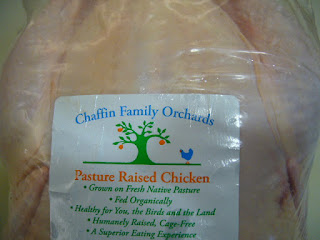 Chaffin Family Orchards
Pasture Raised Chicken
• Grown on Fresh Native Pasture
• Fed Organically
• Healthy for You, the Birds and the Land
• Humanely Raised, Cage-Free
• A Superior Eating Experience